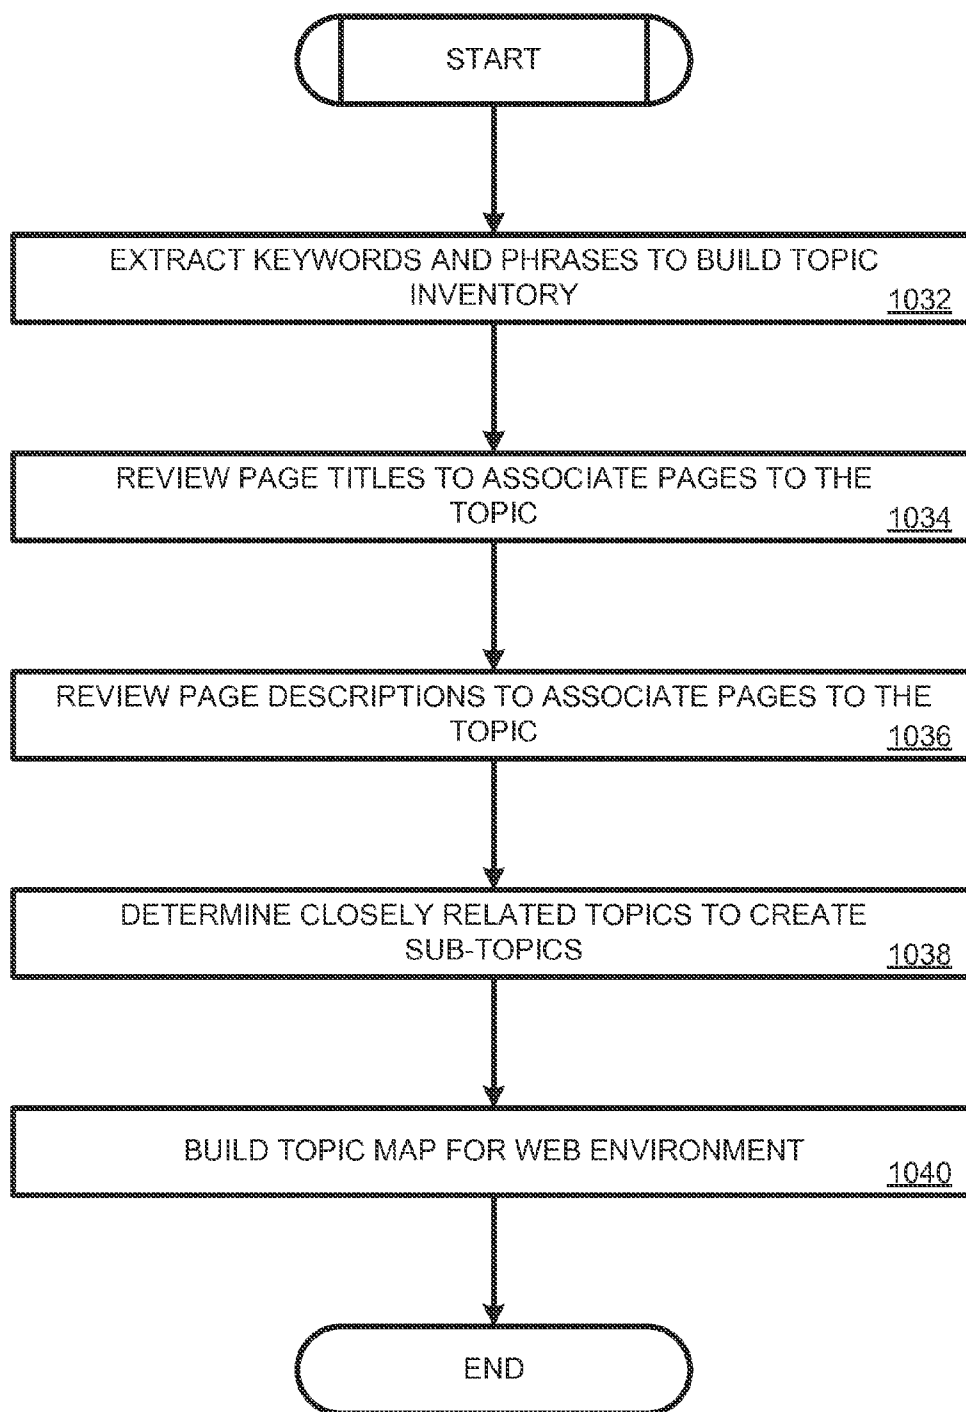 START
EXTRACT KEYWORDS AND PHRASES TO BUILD TOPIC
INVENTORY
1032
REVIEW PAGE TITLES TO ASSOCIATE PAGES TO THE
TOPIC
1034
REVIEW PAGE DESCRIPTIONS TO ASSOCIATE PAGES TO THE
TOPIC
1036
DETERMINE CLOSELY RELATED TOPICS TO CREATE
SUB-TOPICS
1038
BUILD TOPIC MAP FOR WEB ENVIRONMENT
1040
END